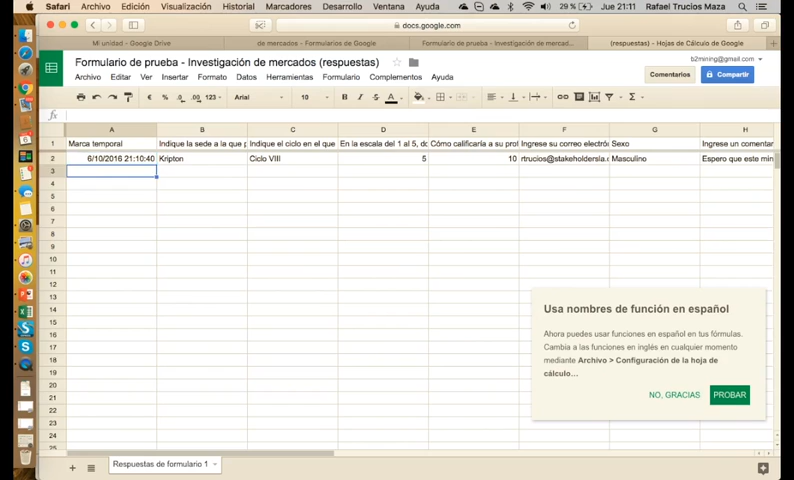 Safari Archivo Edición Visualización Historial Marcadores Desarrollo Ventana Ayuda 29 % Jue 21:11 Rafael Trucios Maza
docs.google.com
Mi unidad - Google Drive de mercados - Formularios de Google Formulario de prueba - Investigación de mercad... (respuestas) - Hojas de Cálculo de Google
Formulario de prueba - Investigación de mercados (respuestas)
b2mining@gmail.com
Archivo Editar Ver Insertar Formato Datos Herramientas Formulario Complementos Ayuda
Comentarios Compartir
€ % .0 .00 123 Arial 10 B I S A Σ
fx
A B C D E F G H
1 Marca temporal Indique la sede a la que p Indique el ciclo en el que En la escala del 1 al 5, do Cómo calificaría a su prof Ingrese su correo electró Sexo Ingrese un comentar
2 6/10/2016 21:10:40 Kripton Ciclo VIII 5 10 rtrucios@stakeholdersla.c Masculino Espero que este min
3
4
5
6
7
8
9
10
11
12
13
14
15
16
17
18
19
20
21
22
23
24
25
Usa nombres de función en español
Ahora puedes usar funciones en español en tus fórmulas.
Cambia a las funciones en inglés en cualquier momento
mediante Archivo > Configuración de la hoja de
cálculo...
NO, GRACIAS PROBAR
Respuestas de formulario 1